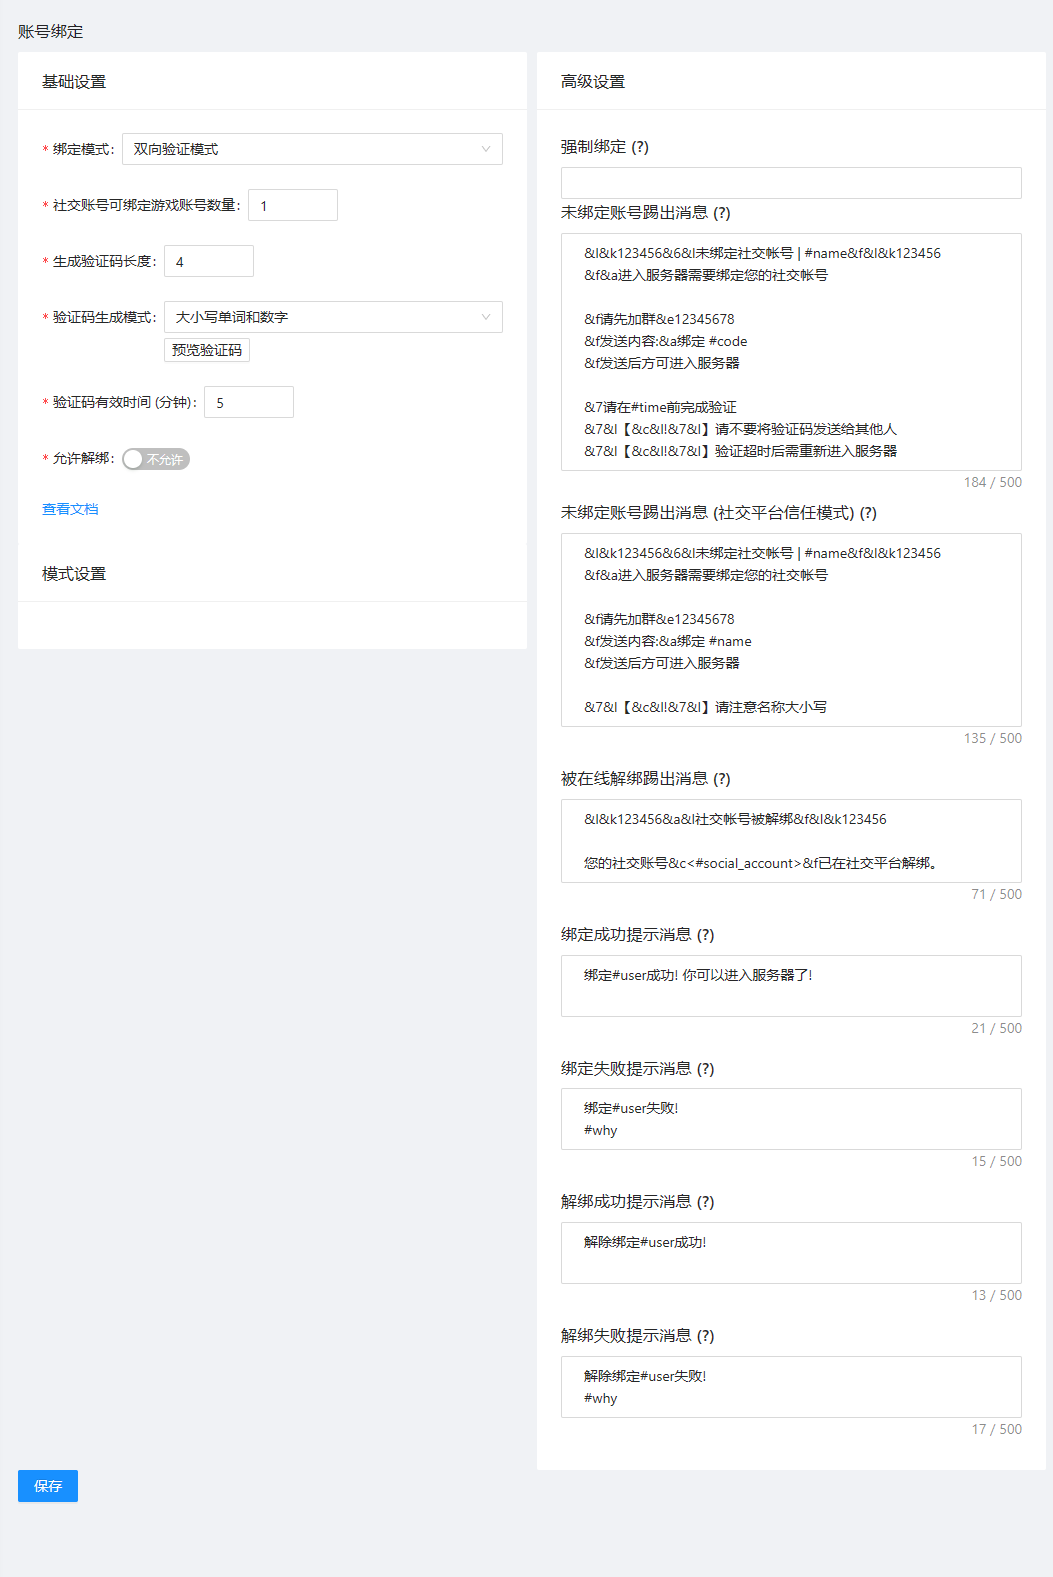 账号绑定
基础设置
* 绑定模式: 双向验证模式
* 社交账号可绑定游戏账号数量: 1
* 生成验证码长度: 4
* 验证码生成模式: 大小写单词和数字
预览验证码
* 验证码有效时间 (分钟): 5
* 允许解绑: 不允许
查看文档
模式设置
高级设置
强制绑定 (?)
未绑定账号踢出消息 (?)
&l&k123456&6&l未绑定社交帐号 | #name&f&l&k123456
&f&a进入服务器需要绑定您的社交帐号
&f请先加群&e12345678
&f发送内容:&a绑定 #code
&f发送后方可进入服务器
&7请在#time前完成验证
&7&l【&c&l!&7&l】请不要将验证码发送给其他人
&7&l【&c&l!&7&l】验证超时后需重新进入服务器
184 / 500
未绑定账号踢出消息 (社交平台信任模式) (?)
&l&k123456&6&l未绑定社交帐号 | #name&f&l&k123456
&f&a进入服务器需要绑定您的社交帐号
&f请先加群&e12345678
&f发送内容:&a绑定 #name
&f发送后方可进入服务器
&7&l【&c&l!&7&l】请注意名称大小写
135 / 500
被在线解绑踢出消息 (?)
&l&k123456&a&l社交帐号被解绑&f&l&k123456
您的社交账号&c<#social_account>&f已在社交平台解绑。
71 / 500
绑定成功提示消息 (?)
绑定#user成功! 你可以进入服务器了!
21 / 500
绑定失败提示消息 (?)
绑定#user失败!
#why
15 / 500
解绑成功提示消息 (?)
解除绑定#user成功!
13 / 500
解绑失败提示消息 (?)
解除绑定#user失败!
#why
17 / 500
保存